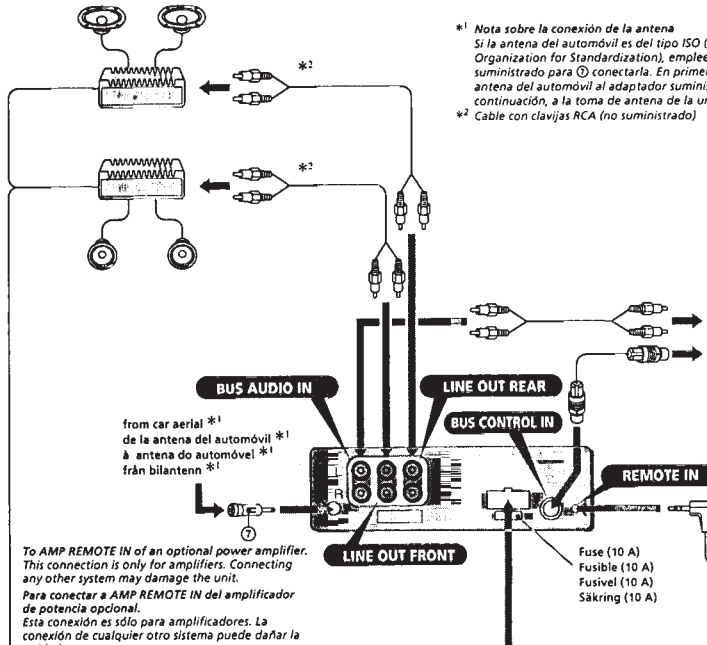 *¹ Nota sobre la conexión de la antena
Si la antena del automóvil es del tipo ISO (
Organization for Standardization), emplee
suministrado para ⑦ conectarla. En primer
antena del automóvil al adaptador suminis
continuación, a la toma de antena de la un
*² Cable con clavijas RCA (no suministrado)
*²
*²
BUS AUDIO IN
LINE OUT REAR
BUS CONTROL IN
from car aerial *¹
de la antena del automóvil *¹
à antena do automóvel *¹
från bilantenn *¹
L
R
REMOTE IN
⑦
LINE OUT FRONT
To AMP REMOTE IN of an optional power amplifier.
This connection is only for amplifiers. Connecting
any other system may damage the unit.
Para conectar a AMP REMOTE IN del amplificador
de potencia opcional.
Esta conexión es sólo para amplificadores. La
conexión de cualquier otro sistema puede dañar la
Fuse (10 A)
Fusible (10 A)
Fusivel (10 A)
Säkring (10 A)